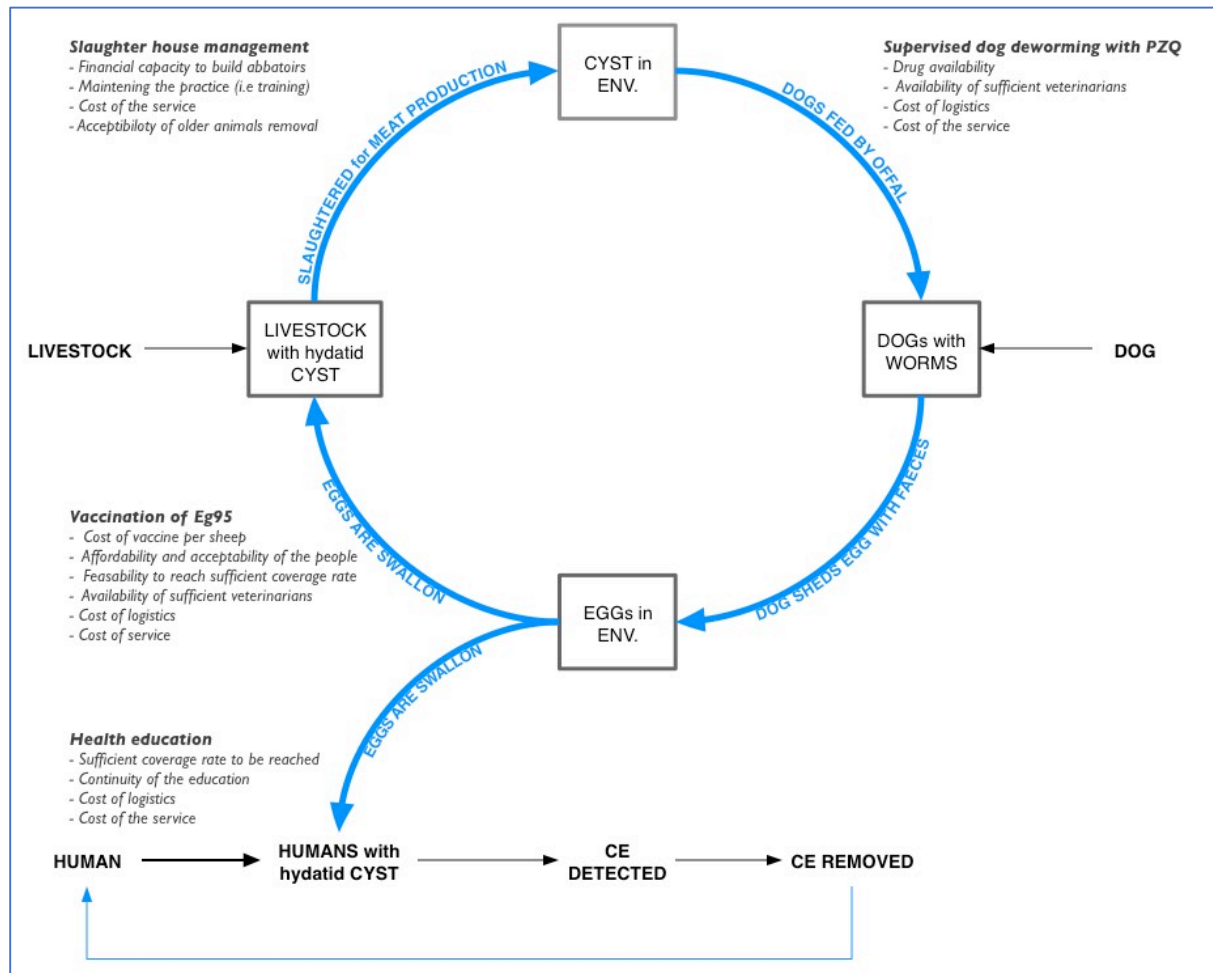 Slaughter house management
- Financial capacity to build abbatoirs
- Maintening the practice (i.e training)
- Cost of the service
- Acceptibiloty of older animals removal
SLAUGHTERED for MEAT PRODUCTION
CYST in
ENV.
DOGS FED BY OFFAL
Supervised dog deworming with PZQ
- Drug availability
- Availability of sufficient veterinarians
- Cost of logistics
- Cost of the service
LIVESTOCK
LIVESTOCK
with hydatid
CYST
DOGs with
WORMS
DOG
EGGS ARE SWALLON
DOG SHEDS EGG WITH FAECES
Vaccination of Eg95
- Cost of vaccine per sheep
- Affordability and acceptability of the people
- Feasability to reach sufficient coverage rate
- Availability of sufficient veterinarians
- Cost of logistics
- Cost of service
EGGs in
ENV.
EGGS ARE SWALLON
Health education
- Sufficient coverage rate to be reached
- Continuity of the education
- Cost of logistics
- Cost of the service
HUMAN
HUMANS with
hydatid CYST
CE
DETECTED
CE REMOVED